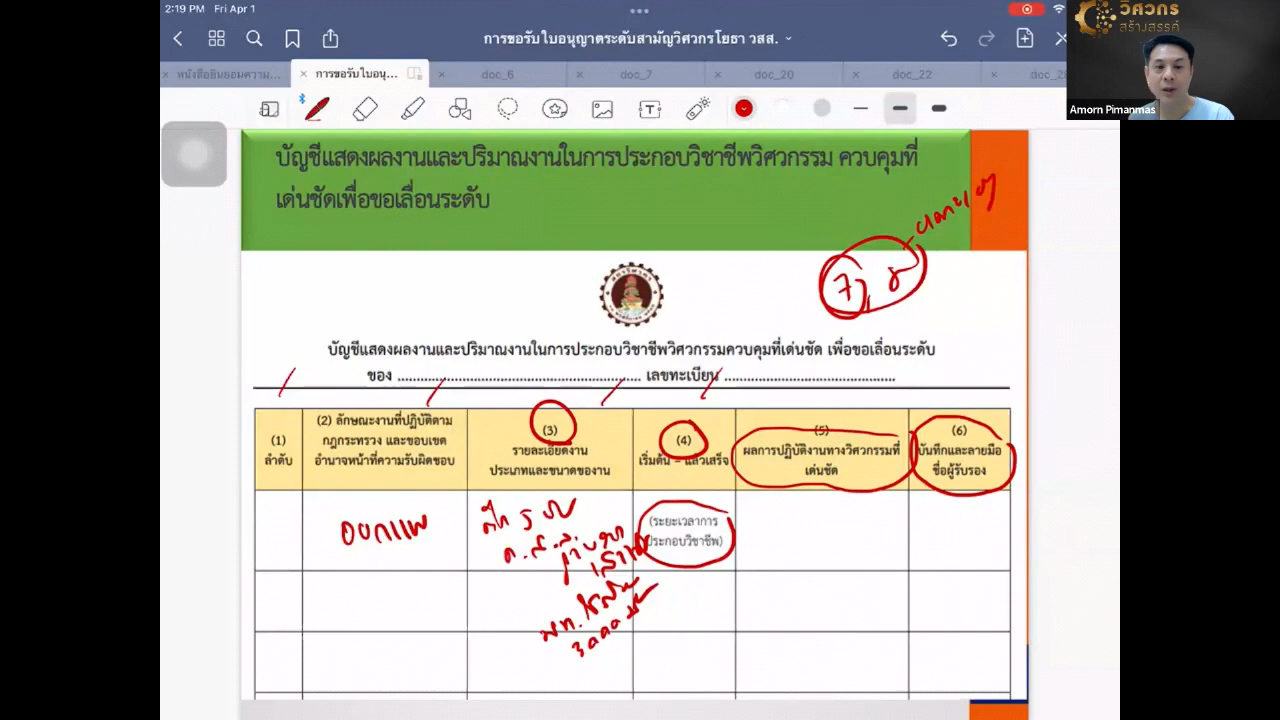 2:19 PM Fri Apr 1
วิศวกร
สร้างสรรค์
การขอรับใบอนุญาตระดับสามัญวิศวกรโยธา วสส.
หนังสือยินยอมความ...
การขอรับใบอนุ...
doc_6
doc_7
doc_20
doc_22
Amorn Pimanmas
บัญชีแสดงผลงานและปริมาณงานในการประกอบวิชาชีพวิศวกรรม ควบคุมที่
เด่นชัดเพื่อขอเลื่อนระดับ
7, 8
บัญชีแสดงผลงานและปริมาณงานในการประกอบวิชาชีพวิศวกรรมควบคุมที่เด่นชัด เพื่อขอเลื่อนระดับ
ของ ............................................................ เลขทะเบียน ..........................................
(1)
ลำดับ
(2) ลักษณะงานที่ปฏิบัติตาม
กฎกระทรวง และขอบเขต
อำนาจหน้าที่ความรับผิดชอบ
(3)
รายละเอียดงาน
ประเภทและขนาดของงาน
(4)
เริ่มต้น – แล้วเสร็จ
(5)
ผลการปฏิบัติงานทางวิศวกรรมที่
เด่นชัด
(6)
บันทึกและลายมือ
ชื่อผู้รับรอง
ออกแบบ
(ระยะเวลาการ
ประกอบวิชาชีพ)